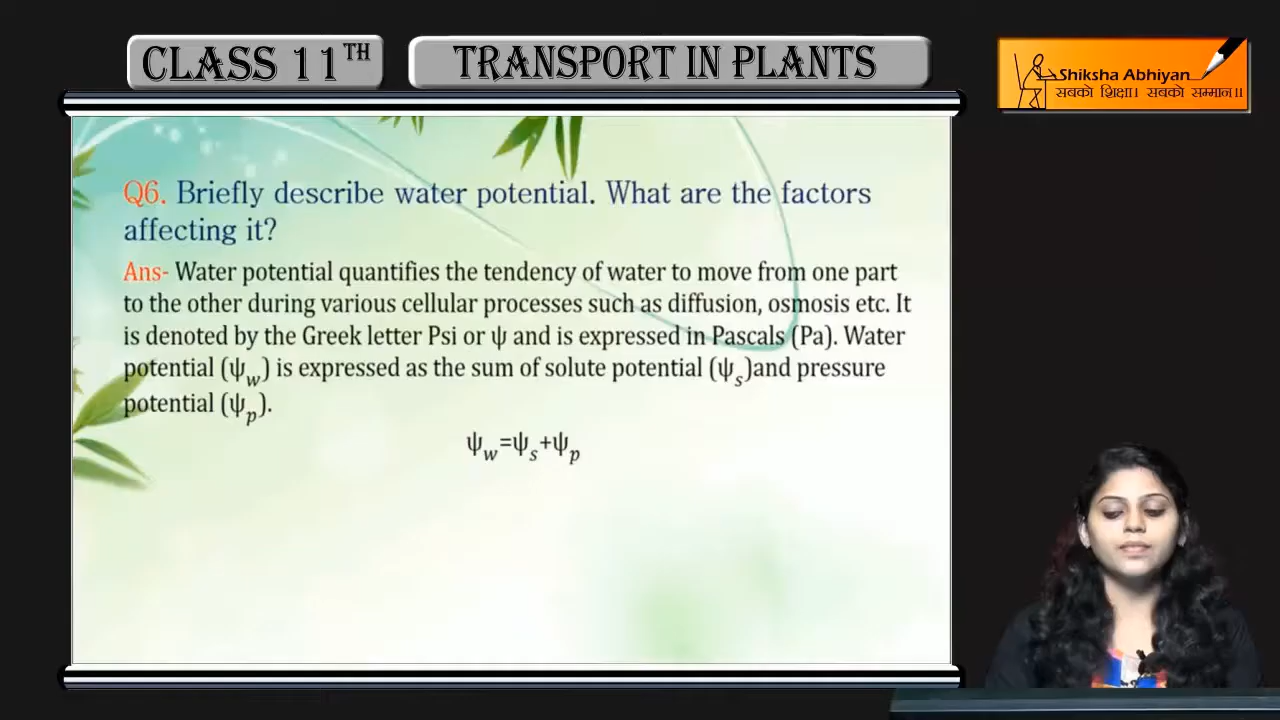 CLASS 11TH
TRANSPORT IN PLANTS
Shiksha Abhiyan
सबको शिक्षा। सबको सम्मान।।
Q6. Briefly describe water potential. What are the factors
affecting it?
Ans- Water potential quantifies the tendency of water to move from one part
to the other during various cellular processes such as diffusion, osmosis etc. It
is denoted by the Greek letter Psi or ψ and is expressed in Pascals (Pa). Water
potential (ψw) is expressed as the sum of solute potential (ψs)and pressure
potential (ψp).
ψw=ψs+ψp